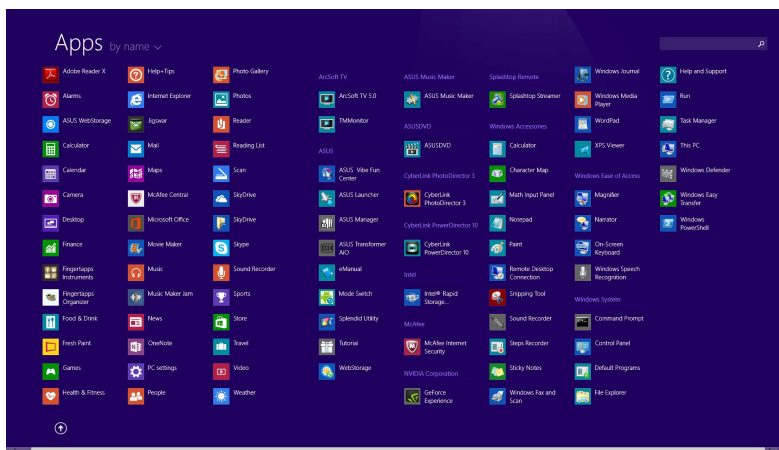 Apps by name
Adobe Reader X
Alarms
ASUS WebStorage
Calculator
Calendar
Camera
Desktop
Finance
Fingertapps
Instruments
Fingertapps
Organizer
Food & Drink
Fresh Paint
Games
Health & Fitness
Help+Tips
Internet Explorer
Jigswar
Mail
Maps
McAfee Central
Microsoft Office
Movie Maker
Music
Music Maker Jam
News
OneNote
PC settings
People
Photo Gallery
Photos
Reader
Reading List
Scan
SkyDrive
SkyDrive
Skype
Sound Recorder
Sports
Store
Travel
Video
Weather
ArcSoft TV
ArcSoft TV 5.0
TMMonitor
ASUS
ASUS Vibe Fun
Center
ASUS Launcher
ASUS Manager
ASUS Transformer
AiO
eManual
Mode Switch
Splendid Utility
Tutorial
WebStorage
ASUS Music Maker
ASUS Music Maker
ASUSDVD
ASUSDVD
CyberLink PhotoDirector 3
CyberLink
PhotoDirector 3
CyberLink PowerDirector 10
CyberLink
PowerDirector 10
Intel
Intel® Rapid
Storage...
McAfee
McAfee Internet
Security
NVIDIA Corporation
GeForce
Experience
Splashtop Remote
Splashtop Streamer
Windows Accessories
Calculator
Character Map
Math Input Panel
Notepad
Paint
Remote Desktop
Connection
Snipping Tool
Sound Recorder
Steps Recorder
Sticky Notes
Windows Fax and
Scan
Windows Journal
Windows Media
Player
WordPad
XPS Viewer
Windows Ease of Access
Magnifier
Narrator
On-Screen
Keyboard
Windows Speech
Recognition
Windows System
Command Prompt
Control Panel
Default Programs
File Explorer
Help and Support
Run
Task Manager
This PC
Windows Defender
Windows Easy
Transfer
Windows
PowerShell